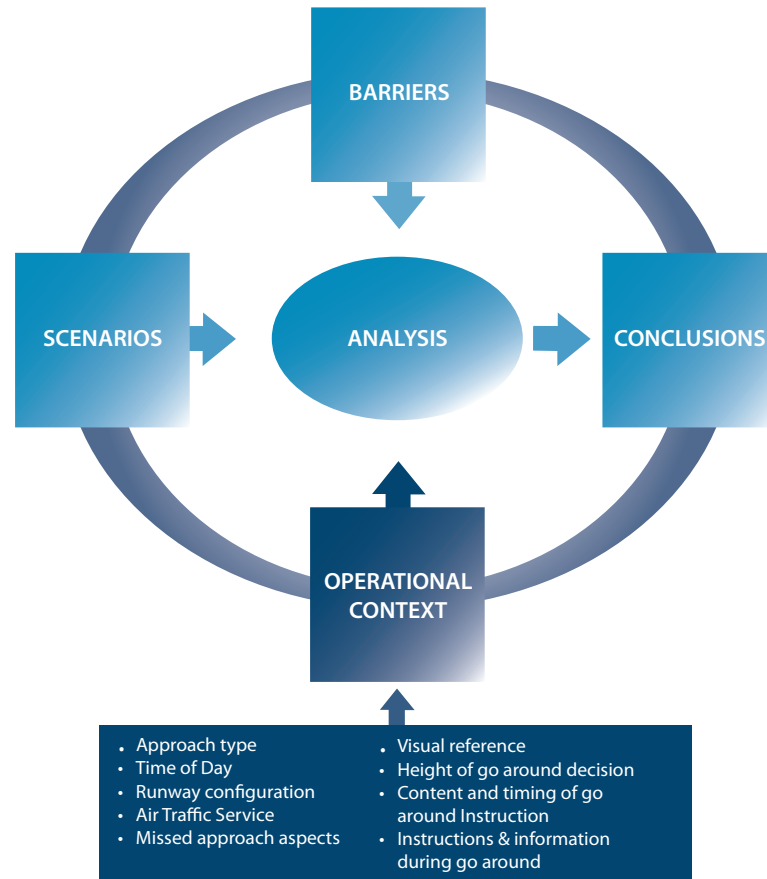 BARRIERS
SCENARIOS
ANALYSIS
CONCLUSIONS
OPERATIONAL
CONTEXT
• Approach type
• Time of Day
• Runway configuration
• Air Traffic Service
• Missed approach aspects
• Visual reference
• Height of go around decision
• Content and timing of go
around Instruction
• Instructions & information
during go around